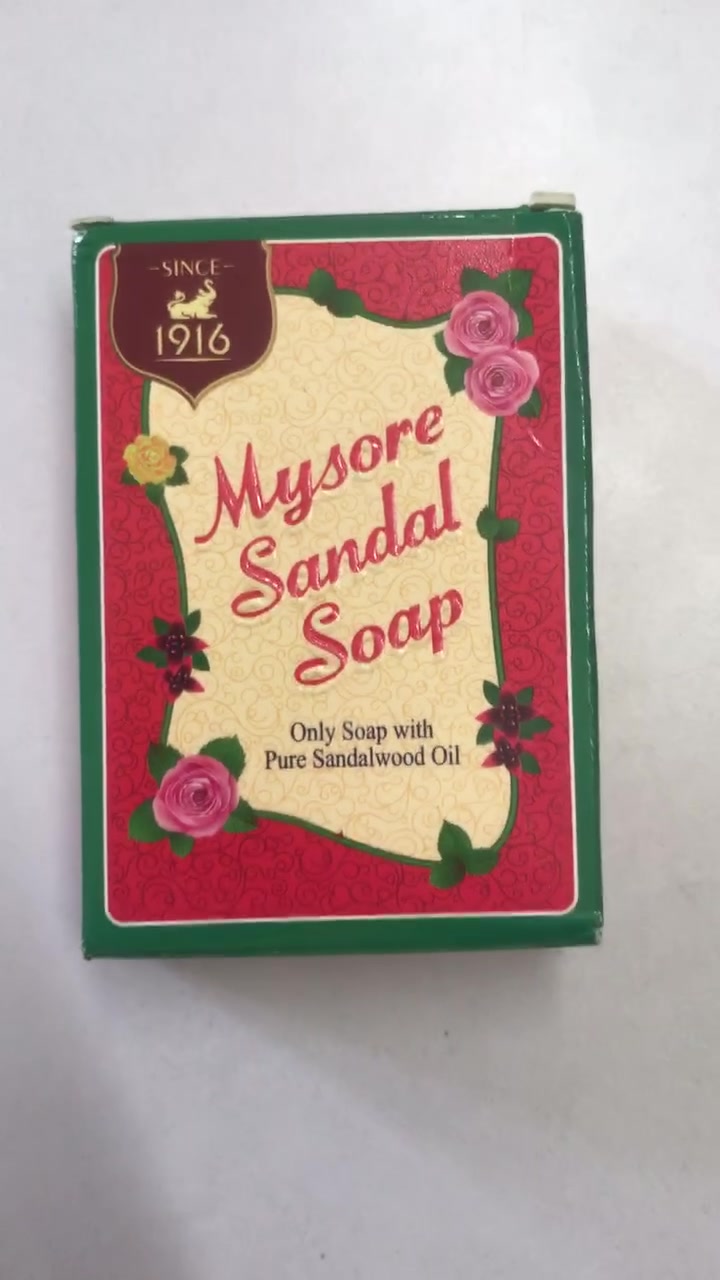 -SINCE-
1916
Mysore
Sandal
Soap
Only Soap with
Pure Sandalwood Oil